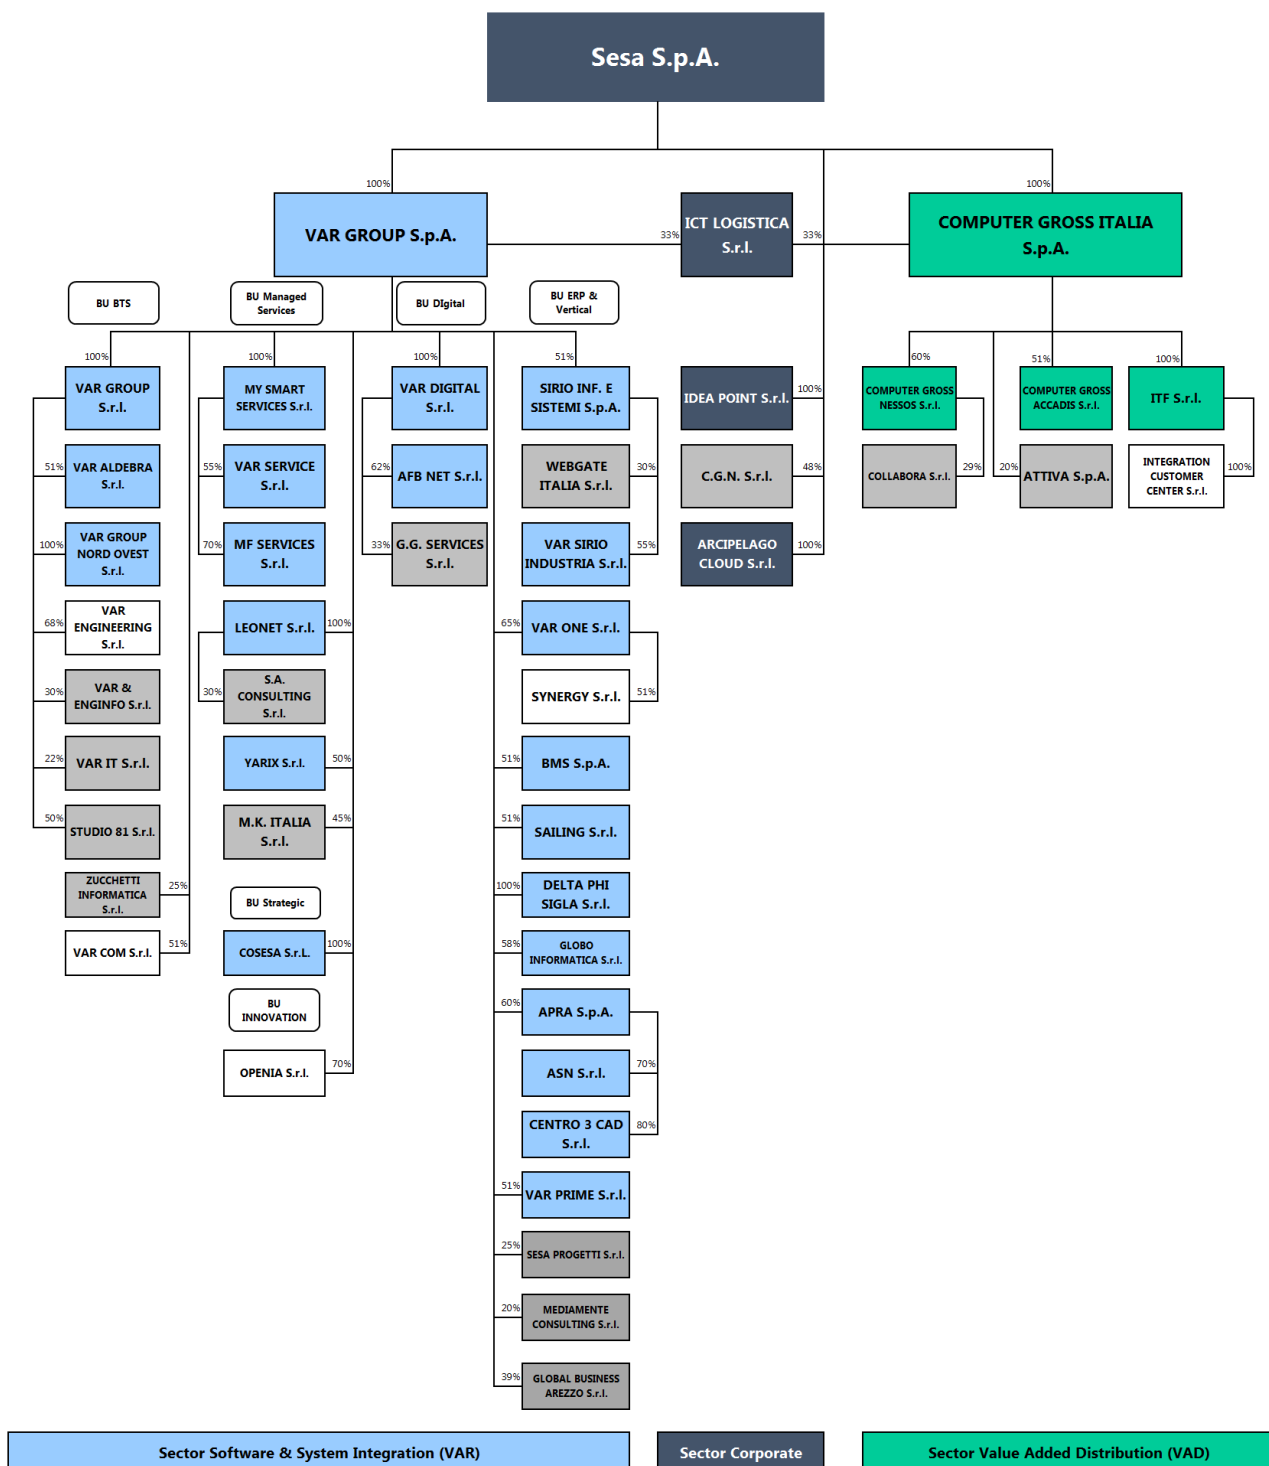 Sesa S.p.A.
100%
100%
VAR GROUP S.p.A.
33%
ICT LOGISTICA
S.r.l.
33%
COMPUTER GROSS ITALIA
S.p.A.
BU BTS
BU Managed
Services
BU DIgital
BU ERP &
Vertical
100%
100%
100%
51%
60%
51%
100%
VAR GROUP
S.r.l.
MY SMART
SERVICES S.r.l.
VAR DIGITAL
S.r.l.
SIRIO INF. E
SISTEMI S.p.A.
IDEA POINT S.r.l.
100%
COMPUTER GROSS
NESSOS S.r.l.
COMPUTER GROSS
ACCADIS S.r.l.
ITF S.r.l.
51%
VAR ALDEBRA
S.r.l.
55%
VAR SERVICE
S.r.l.
62%
AFB NET S.r.l.
WEBGATE
ITALIA S.r.l.
30%
C.G.N. S.r.l.
48%
COLLABORA S.r.l.
29%
20%
ATTIVA S.p.A.
INTEGRATION
CUSTOMER
CENTER S.r.l.
100%
100%
VAR GROUP
NORD OVEST
S.r.l.
70%
MF SERVICES
S.r.l.
33%
G.G. SERVICES
S.r.l.
VAR SIRIO
INDUSTRIA S.r.l.
55%
ARCIPELAGO
CLOUD S.r.l.
100%
68%
VAR
ENGINEERING
S.r.l.
LEONET S.r.l.
100%
65%
VAR ONE S.r.l.
30%
VAR &
ENGINFO S.r.l.
30%
S.A.
CONSULTING
S.r.l.
SYNERGY S.r.l.
51%
22%
VAR IT S.r.l.
YARIX S.r.l.
50%
51%
BMS S.p.A.
50%
STUDIO 81 S.r.l.
M.K. ITALIA
S.r.l.
45%
51%
SAILING S.r.l.
ZUCCHETTI
INFORMATICA
S.r.l.
25%
BU Strategic
100%
DELTA PHI
SIGLA S.r.l.
VAR COM S.r.l.
51%
COSESA S.r.L.
100%
58%
GLOBO
INFORMATICA S.r.l.
BU
INNOVATION
60%
APRA S.p.A.
OPENIA S.r.l.
70%
ASN S.r.l.
70%
CENTRO 3 CAD
S.r.l.
80%
51%
VAR PRIME S.r.l.
25%
SESA PROGETTI S.r.l.
20%
MEDIAMENTE
CONSULTING S.r.l.
39%
GLOBAL BUSINESS
AREZZO S.r.l.
Sector Software & System Integration (VAR)
Sector Corporate
Sector Value Added Distribution (VAD)